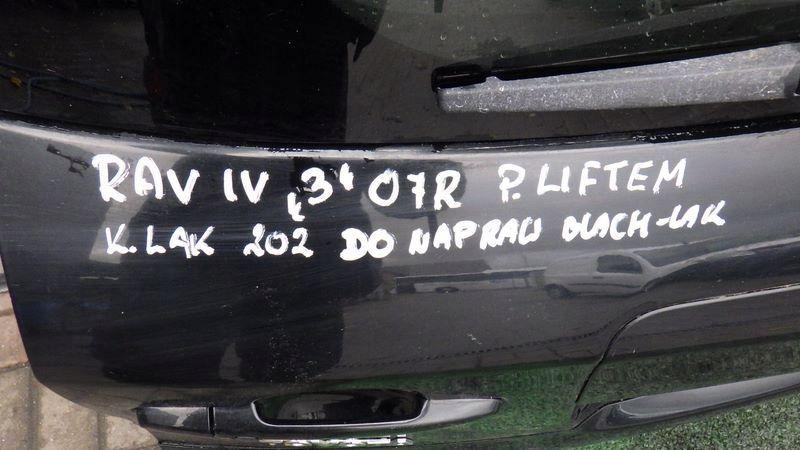 RAV IV „3" 07R P. LIFTEM
K. LAK 202 DO NAPRAW BLACH-LAK